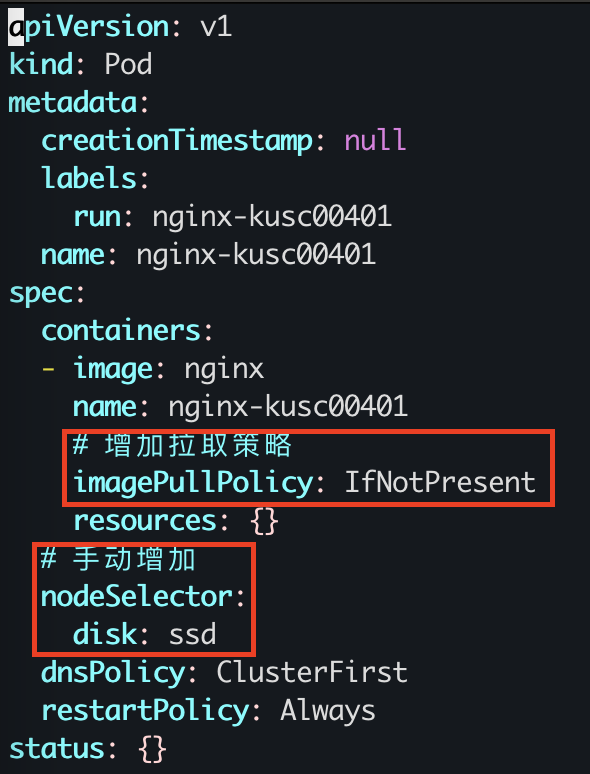 apiVersion: v1
kind: Pod
metadata:
  creationTimestamp: null
  labels:
    run: nginx-kusc00401
  name: nginx-kusc00401
spec:
  containers:
  - image: nginx
    name: nginx-kusc00401
    # 增加拉取策略
    imagePullPolicy: IfNotPresent
    resources: {}
  # 手动增加
  nodeSelector:
    disk: ssd
  dnsPolicy: ClusterFirst
  restartPolicy: Always
status: {}